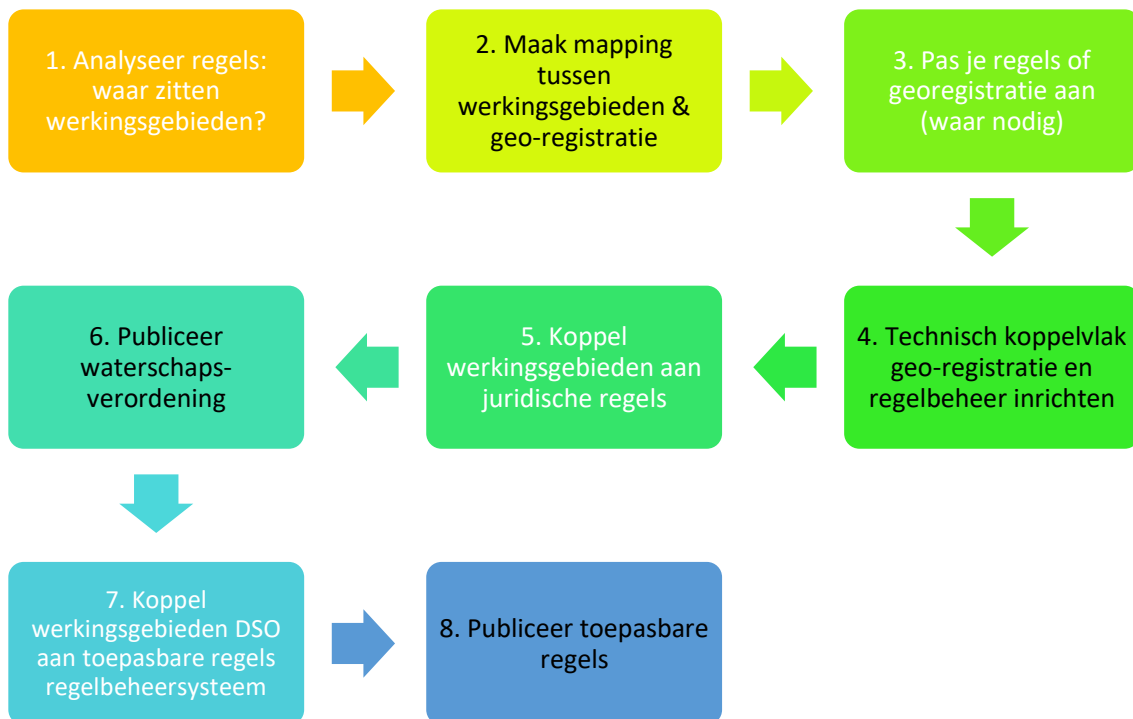 1. Analyseer regels:
waar zitten
werkingsgebieden?
2. Maak mapping
tussen
werkingsgebieden &
geo-registratie
3. Pas je regels of
georegistratie aan
(waar nodig)
4. Technisch koppelvlak
geo-registratie en
regelbeheer inrichten
5. Koppel
werkingsgebieden aan
juridische regels
6. Publiceer
waterschaps-
verordening
7. Koppel
werkingsgebieden DSO
aan toepasbare regels
regelbeheersysteem
8. Publiceer toepasbare
regels